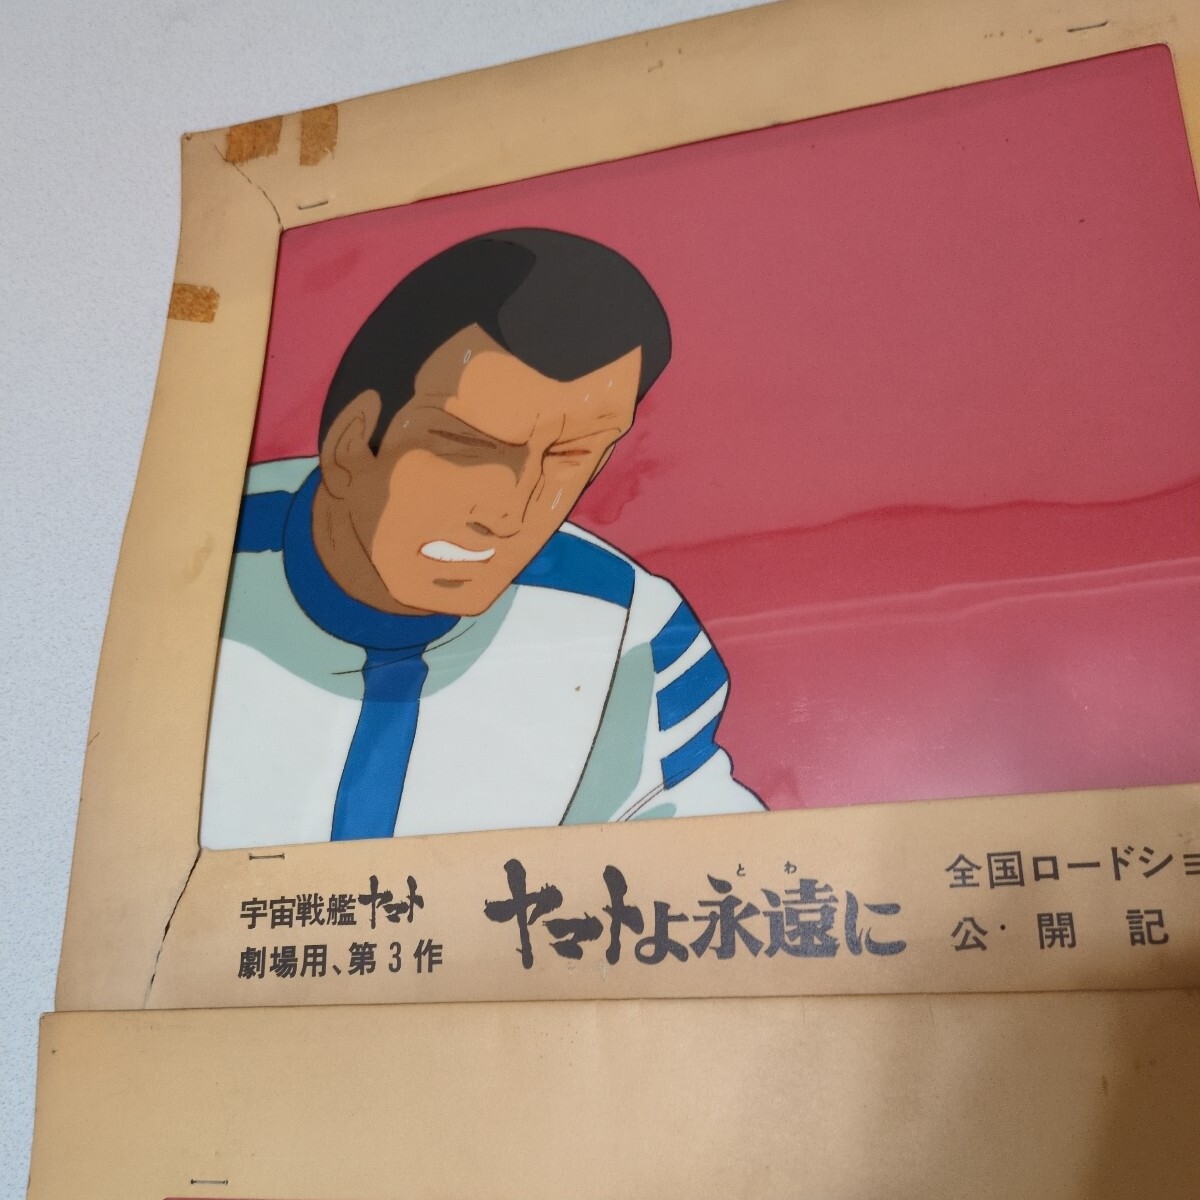 宇宙戦艦ヤマト
劇場用、第3作
とわ
ヤマトよ永遠に
全国ロードショ
公・開記